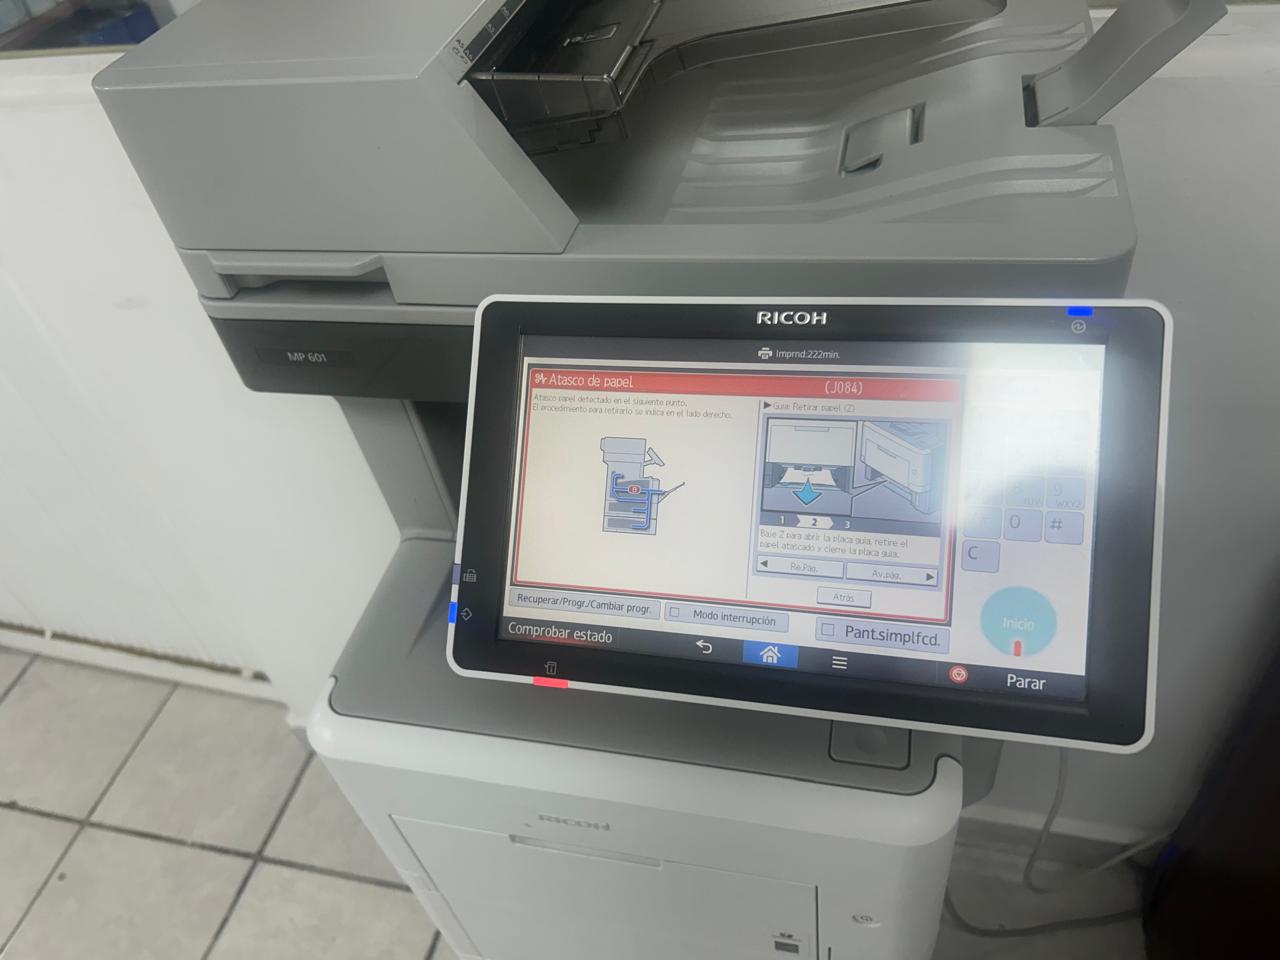 MP 601
RICOH
Imprnd:222min.
Atasco de papel
(J084)
Atasco papel detectado en el siguiente punto.
El procedimiento para retirarlo se indica en el lado derecho.
Guía: Retirar papel (Z)
1 2 3
Baje Z para abrir la placa guía, retire el
papel atascado y cierre la placa guía.
Re.Pág.
Av.pág.
Atrás
9
WXYZ
TUV
0
#
C
Inicio
Recuperar/Progr./Cambiar progr.
Modo interrupción
Pant.simplfcd.
Comprobar estado
Parar
RICOH